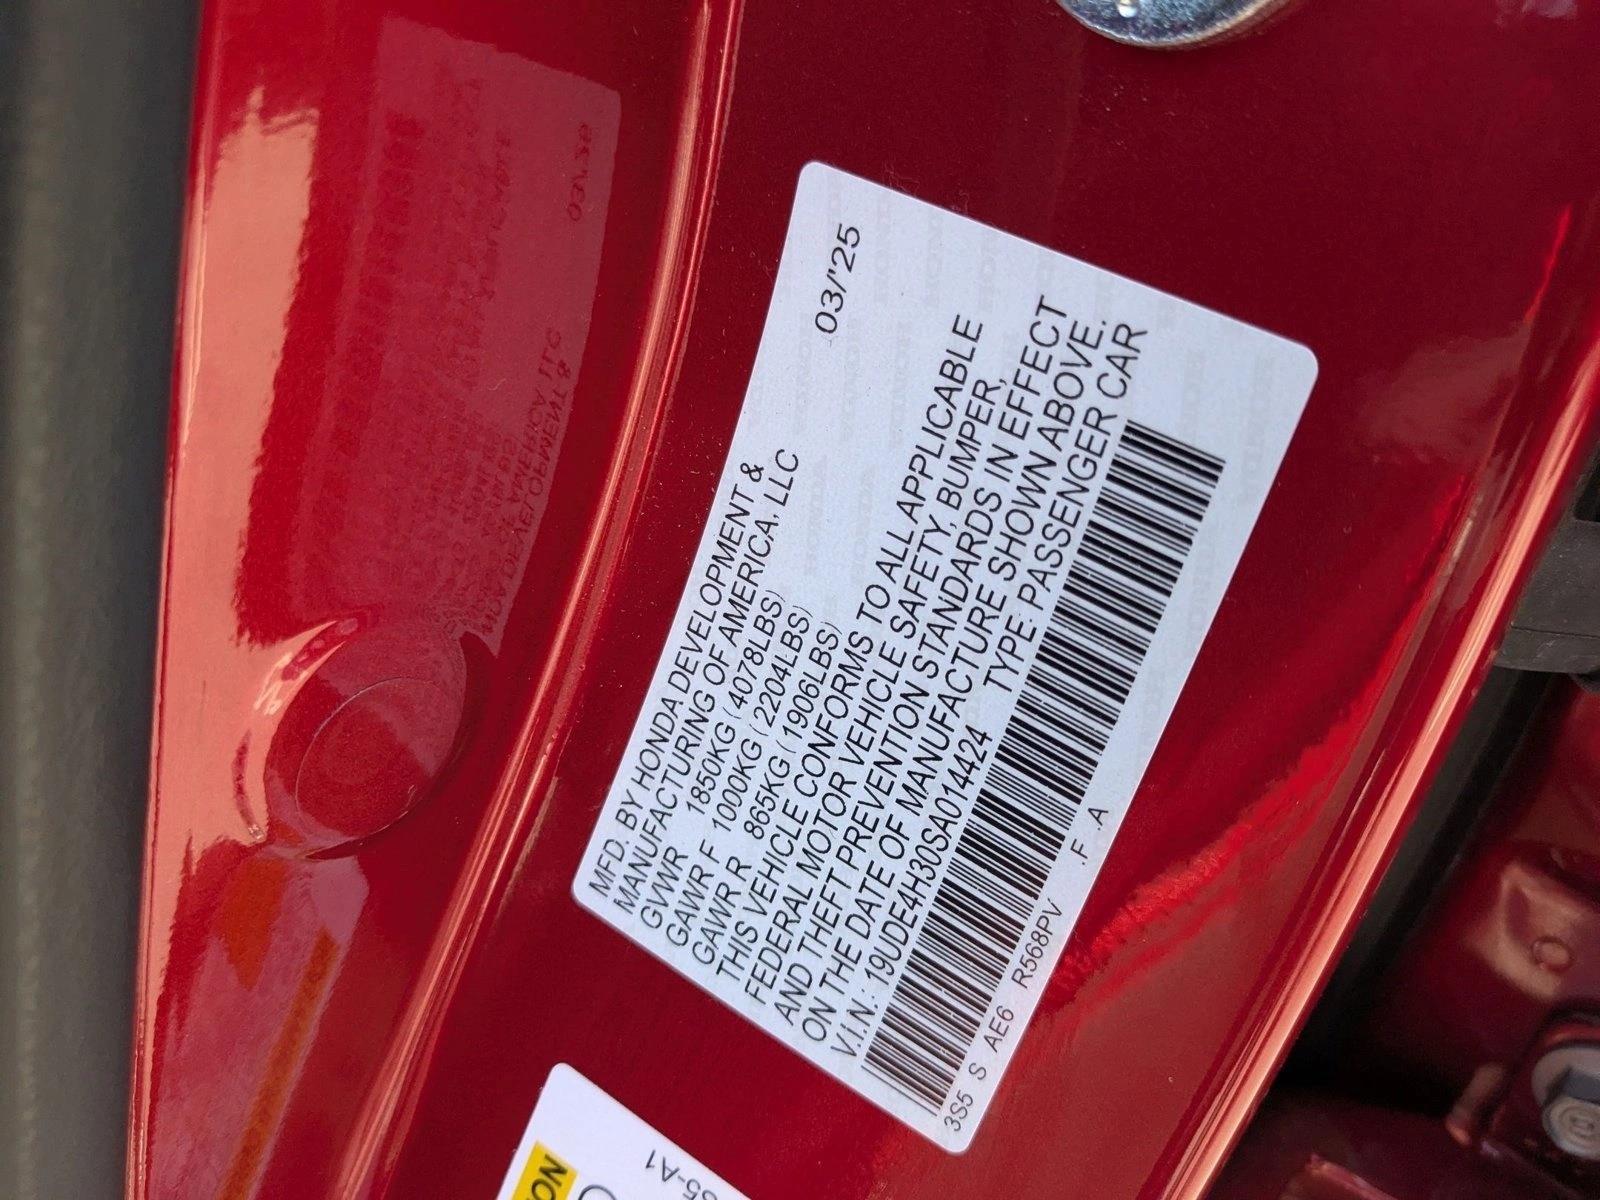 03/'25
MFD. BY HONDA DEVELOPMENT &
MANUFACTURING OF AMERICA, LLC
GVWR 1850KG (4078LBS)
GAWR F 1000KG (2204LBS)
GAWR R 865KG (1906LBS)
THIS VEHICLE CONFORMS TO ALL APPLICABLE
FEDERAL MOTOR VEHICLE SAFETY, BUMPER,
AND THEFT PREVENTION STANDARDS IN EFFECT
ON THE DATE OF MANUFACTURE SHOWN ABOVE.
V.I.N.: 19UDE4H30SA014424 TYPE: PASSENGER CAR
3S5 S AE6 R568PV .F .A